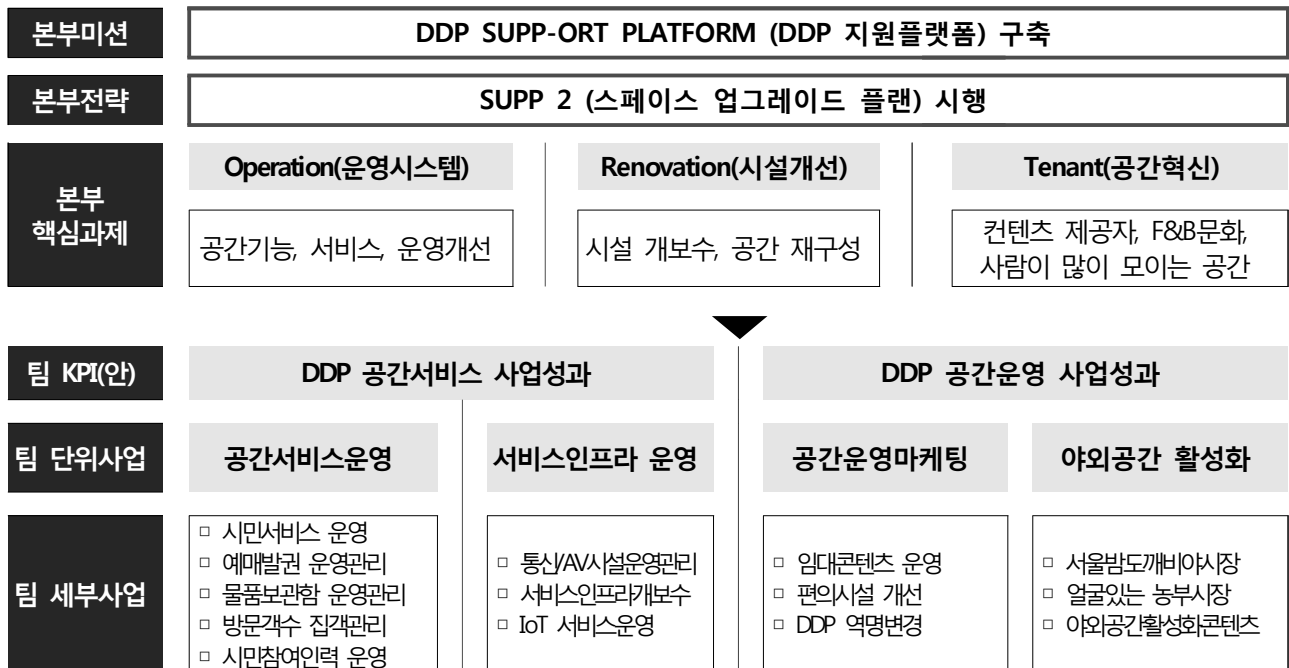 본부미션
DDP SUPP-ORT PLATFORM (DDP 지원플랫폼) 구축
본부전략
SUPP 2 (스페이스 업그레이드 플랜) 시행
본부
핵심과제
Operation(운영시스템)
공간기능, 서비스, 운영개선
Renovation(시설개선)
시설 개보수, 공간 재구성
Tenant(공간혁신)
컨텐츠 제공자, F&B문화,
사람이 많이 모이는 공간
팀 KPI(안)
DDP 공간서비스 사업성과
DDP 공간운영 사업성과
팀 단위사업
공간서비스운영
서비스인프라 운영
공간운영마케팅
야외공간 활성화
팀 세부사업
▫ 시민서비스 운영
▫ 예매발권 운영관리
▫ 물품보관함 운영관리
▫ 방문객수 집객관리
▫ 시민참여인력 운영
▫ 통신/AV시설운영관리
▫ 서비스인프라개보수
▫ IoT 서비스운영
▫ 임대콘텐츠 운영
▫ 편의시설 개선
▫ DDP 역명변경
▫ 서울밤도깨비야시장
▫ 얼굴있는 농부시장
▫ 야외공간활성화콘텐츠